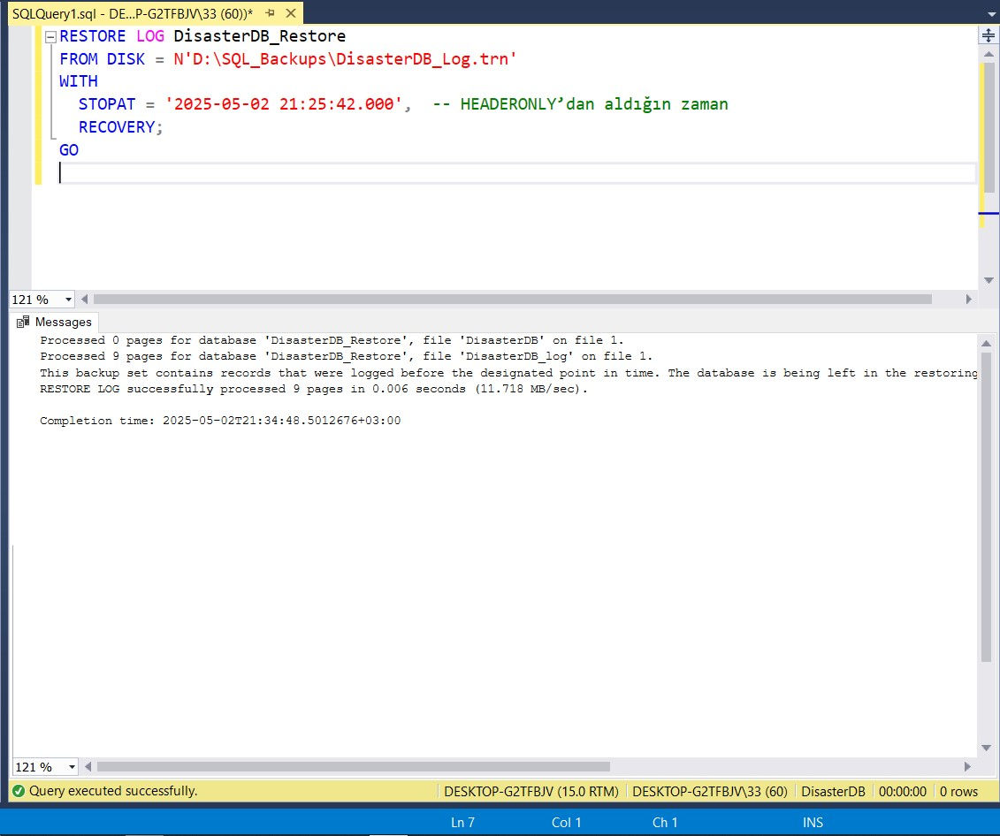 SQLQuery1.sql - DE...P-G2TFBJV\33 (60))*
RESTORE LOG DisasterDB_Restore
FROM DISK = N'D:\SQL_Backups\DisasterDB_Log.trn'
WITH
STOPAT = '2025-05-02 21:25:42.000', -- HEADERONLY’dan aldığın zaman
RECOVERY;
GO
121 %
Messages
Processed 0 pages for database 'DisasterDB_Restore', file 'DisasterDB' on file 1.
Processed 9 pages for database 'DisasterDB_Restore', file 'DisasterDB_log' on file 1.
This backup set contains records that were logged before the designated point in time. The database is being left in the restoring
RESTORE LOG successfully processed 9 pages in 0.006 seconds (11.718 MB/sec).
Completion time: 2025-05-02T21:34:48.5012676+03:00
121 %
Query executed successfully. DESKTOP-G2TFBJV (15.0 RTM) DESKTOP-G2TFBJV\33 (60) DisasterDB 00:00:00 0 rows
Ln 7 Col 1 Ch 1 INS